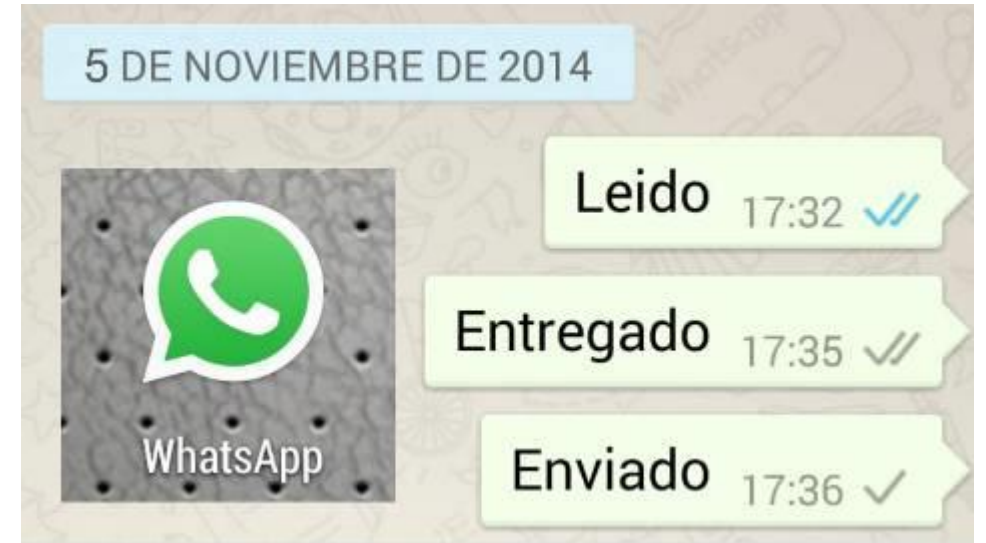 5 DE NOVIEMBRE DE 2014
Leido 17:32
Entregado 17:35
Enviado 17:36
WhatsApp